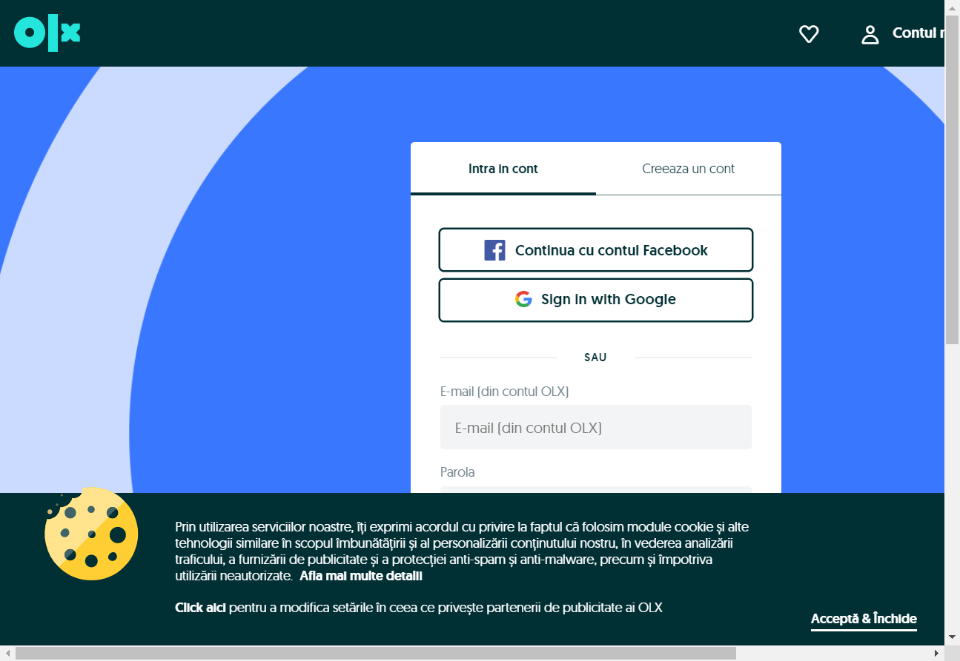 olx
Contul
Intra in cont
Creeaza un cont
Continua cu contul Facebook
Sign in with Google
SAU
E-mail (din contul OLX)
E-mail (din contul OLX)
Parola
Prin utilizarea serviciilor noastre, îți exprimi acordul cu privire la faptul că folosim module cookie și alte
tehnologii similare în scopul îmbunătățirii și al personalizării conținutului nostru, în vederea analizării
traficului, a furnizării de publicitate și a protecției anti-spam și anti-malware, precum și împotriva
utilizării neautorizate. Afla mai multe detalii
Click aici pentru a modifica setările în ceea ce privește partenerii de publicitate ai OLX
Acceptă & Închide